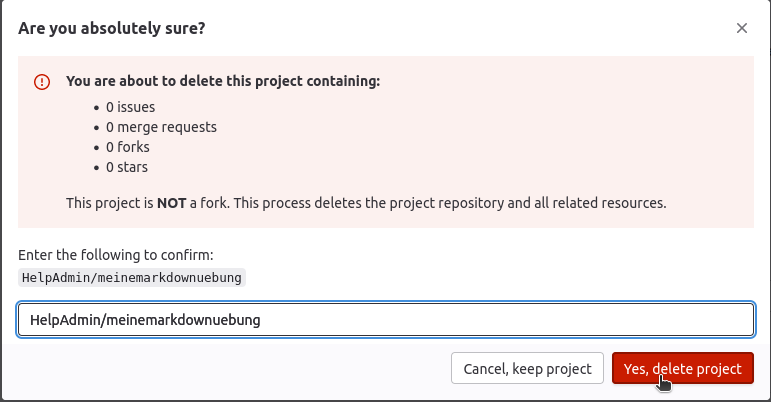 Are you absolutely sure?
You are about to delete this project containing:
• 0 issues
• 0 merge requests
• 0 forks
• 0 stars
This project is NOT a fork. This process deletes the project repository and all related resources.
Enter the following to confirm:
HelpAdmin/meinemarkdownuebung
HelpAdmin/meinemarkdownuebung
Cancel, keep project
Yes, delete project